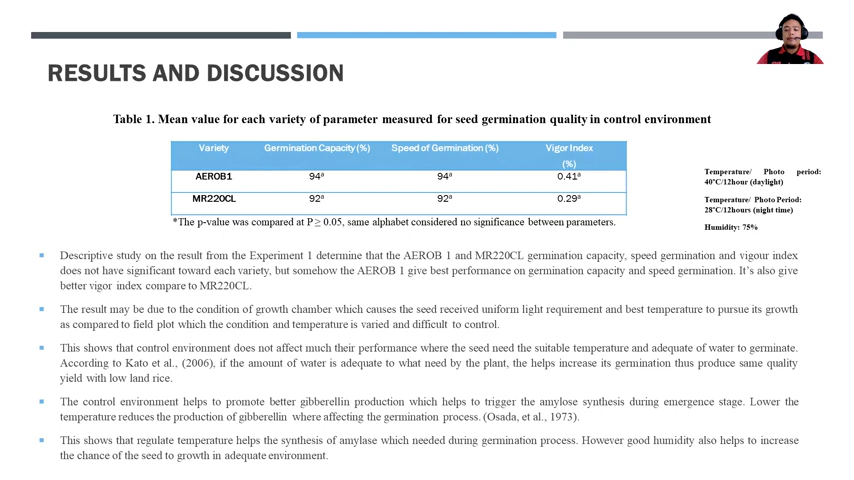 RESULTS AND DISCUSSION
Table 1. Mean value for each variety of parameter measured for seed germination quality in control environment
Variety Germination Capacity (%) Speed of Germination (%) Vigor Index
(%)
AEROB1 94ᵃ 94ᵃ 0.41ᵃ
MR220CL 92ᵃ 92ᵃ 0.29ᵃ
*The p-value was compared at P ≥ 0.05, same alphabet considered no significance between parameters.
Temperature/ Photo period:
40˚C/12hour (daylight)
Temperature/ Photo Period:
28˚C/12hours (night time)
Humidity: 75%
Descriptive study on the result from the Experiment 1 determine that the AEROB 1 and MR220CL germination capacity, speed germination and vigour index
does not have significant toward each variety, but somehow the AEROB 1 give best performance on germination capacity and speed germination. It's also give
better vigor index compare to MR220CL.
The result may be due to the condition of growth chamber which causes the seed received uniform light requirement and best temperature to pursue its growth
as compared to field plot which the condition and temperature is varied and difficult to control.
This shows that control environment does not affect much their performance where the seed need the suitable temperature and adequate of water to germinate.
According to Kato et al., (2006), if the amount of water is adequate to what need by the plant, the helps increase its germination thus produce same quality
yield with low land rice.
The control environment helps to promote better gibberellin production which helps to trigger the amylose synthesis during emergence stage. Lower the
temperature reduces the production of gibberellin where affecting the germination process. (Osada, et al., 1973).
This shows that regulate temperature helps the synthesis of amylase which needed during germination process. However good humidity also helps to increase
the chance of the seed to growth in adequate environment.